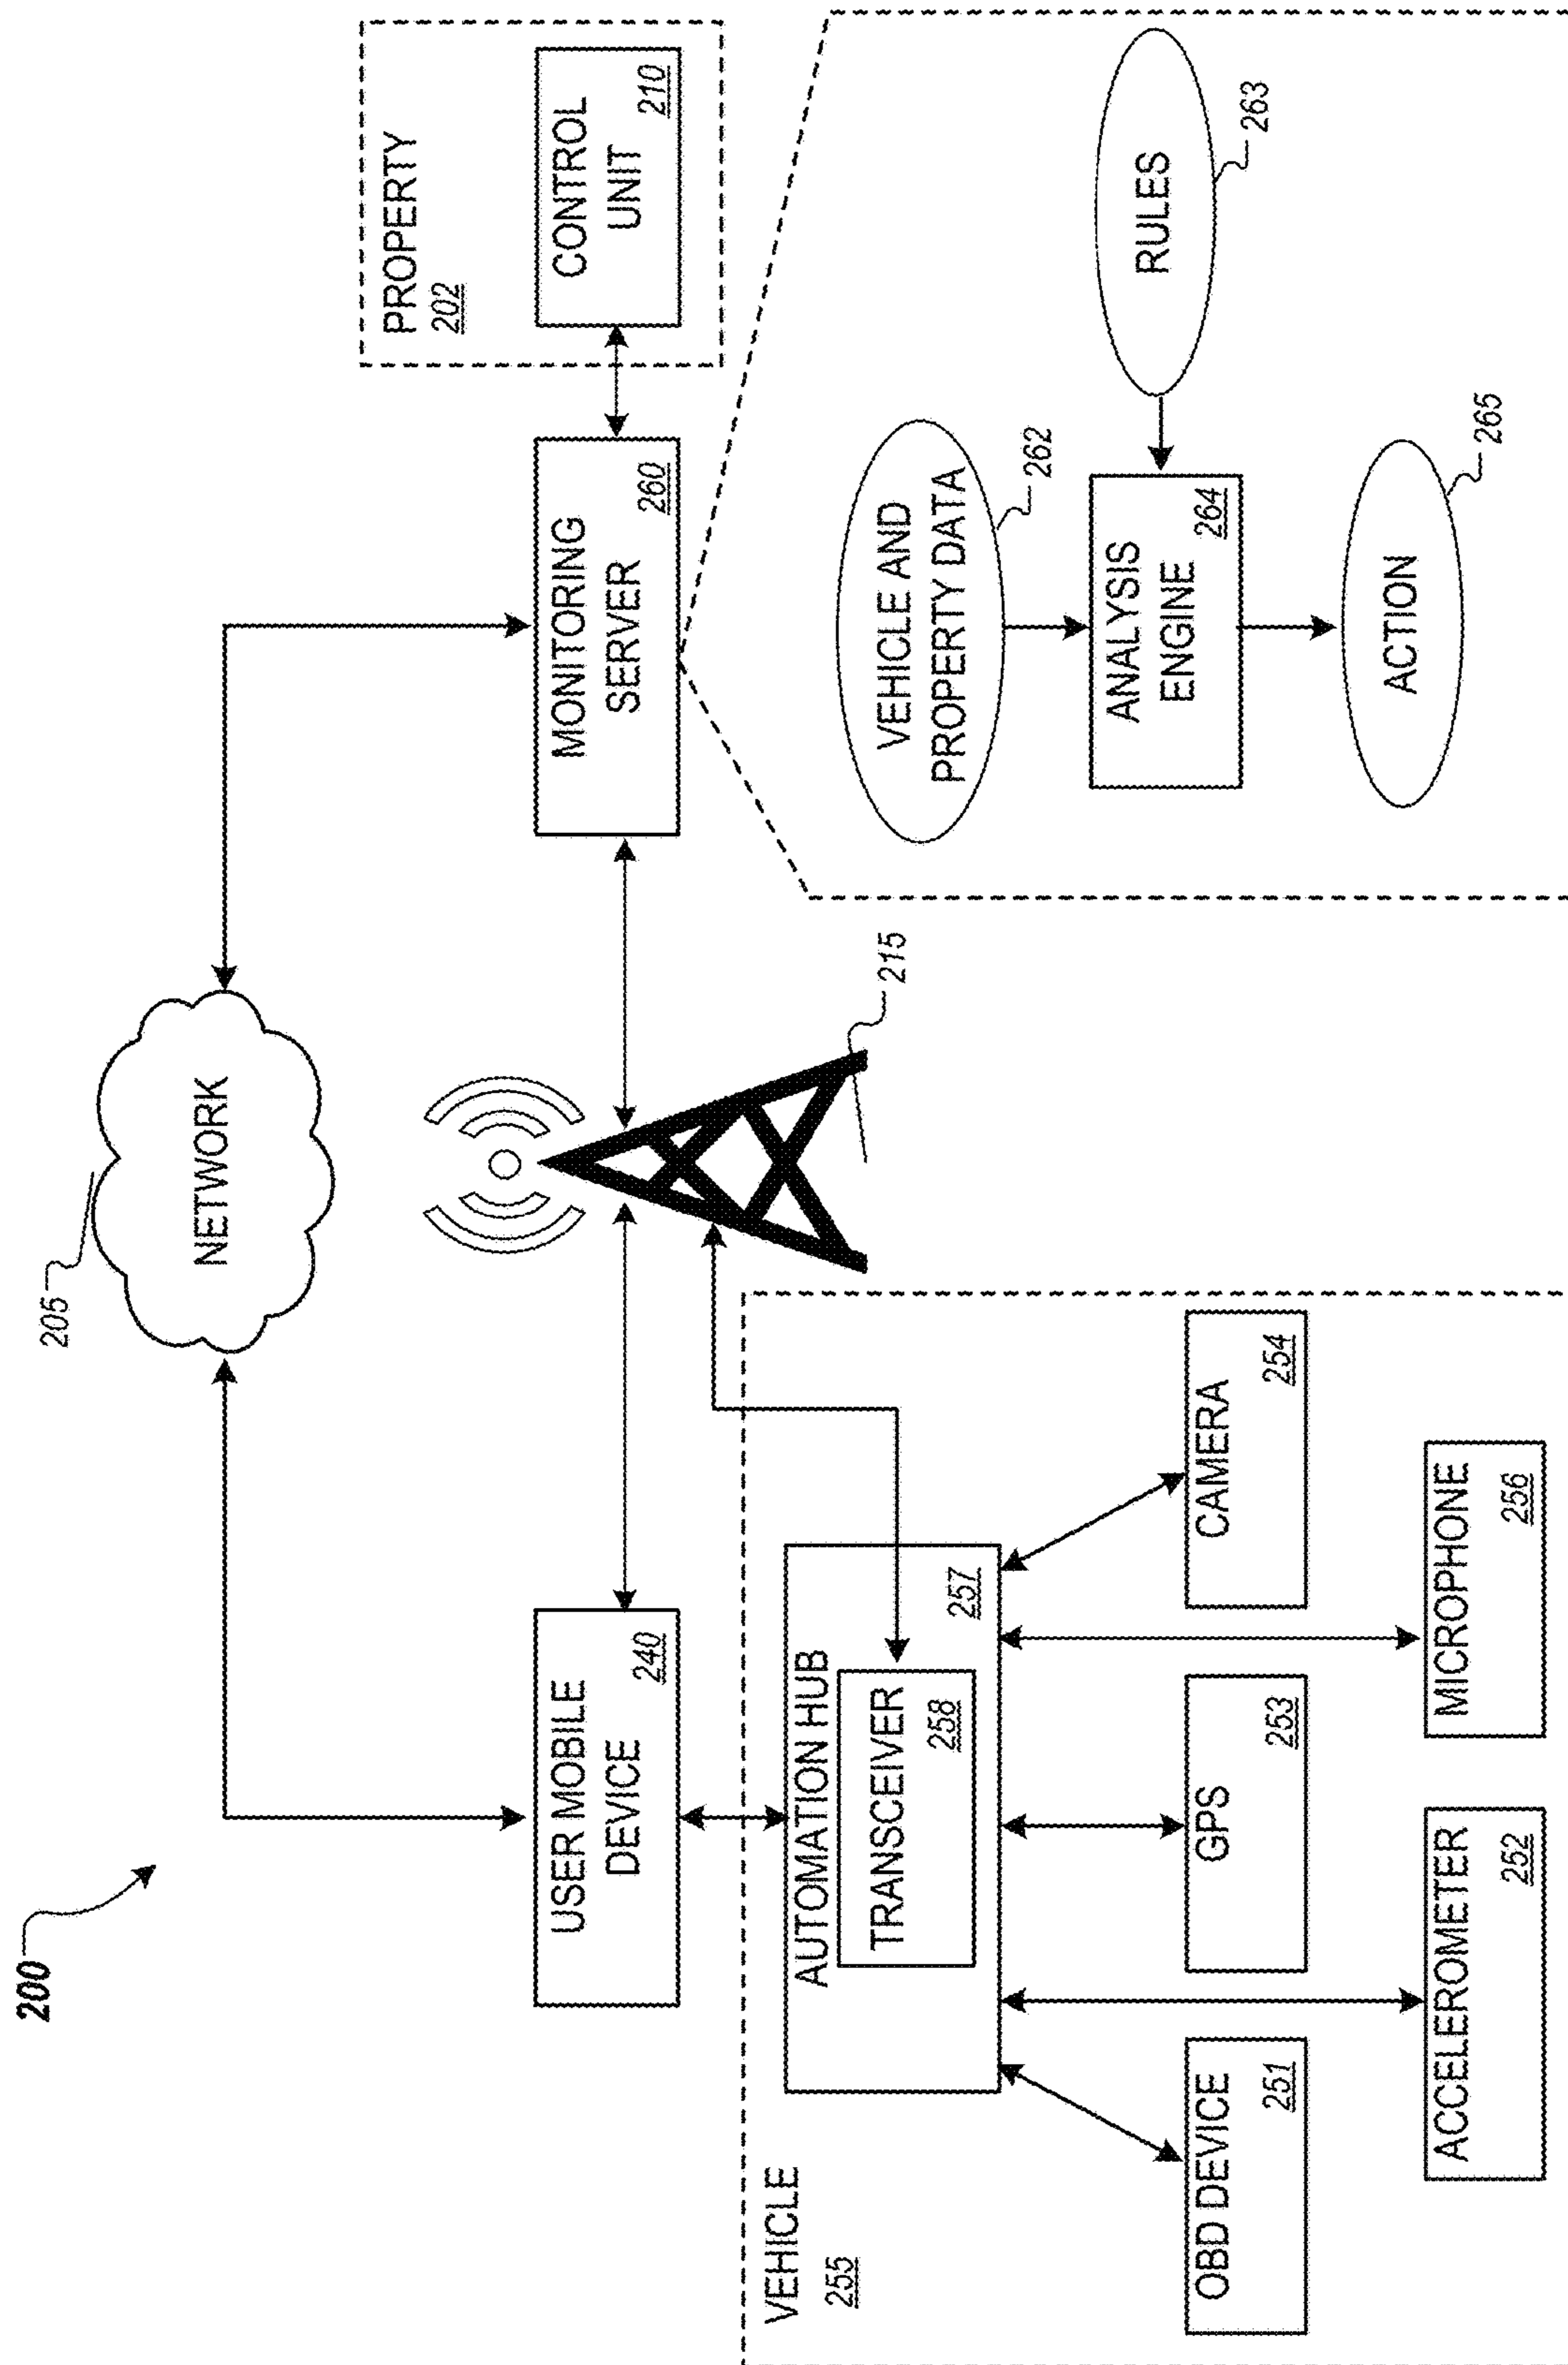 200
205
NETWORK
PROPERTY
202
CONTROL
UNIT
210
USER MOBILE
DEVICE
240
MONITORING
SERVER
260
215
VEHICLE
255
AUTOMATION HUB
TRANSCEIVER
258
257
OBD DEVICE
251
GPS
253
CAMERA
254
ACCELEROMETER
252
MICROPHONE
256
VEHICLE AND
PROPERTY DATA
262
RULES
263
ANALYSIS
ENGINE
264
ACTION
265